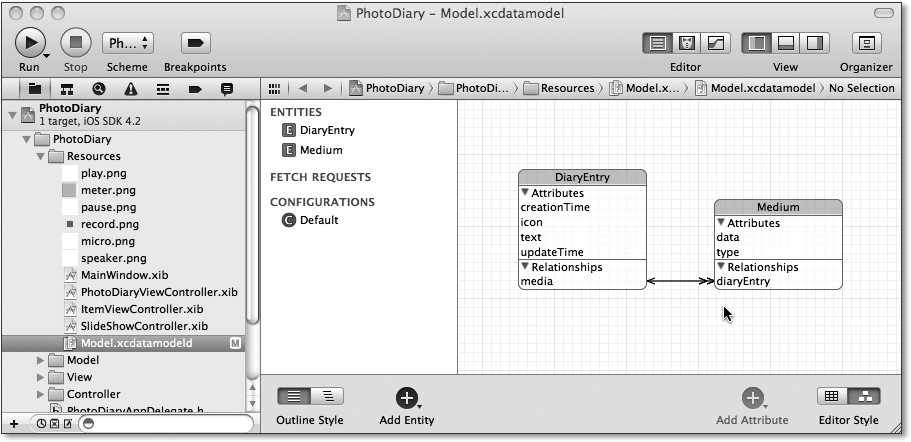 PhotoDiary – Model.xcdatamodel
Run Stop Scheme Breakpoints Editor View Organizer
Ph...
PhotoDiary
1 target, iOS SDK 4.2
PhotoDiary
Resources
play.png
meter.png
pause.png
record.png
micro.png
speaker.png
MainWindow.xib
PhotoDiaryViewController.xib
ItemViewController.xib
SlideShowController.xib
Model.xcdatamodeld M
Model
View
Controller
PhotoDiaryAppDelegate.h
PhotoDiary PhotoDi... Resources Model.x... Model.xcdatamodel No Selection
ENTITIES
E DiaryEntry
E Medium
FETCH REQUESTS
CONFIGURATIONS
C Default
DiaryEntry
Attributes
creationTime
icon
text
updateTime
Relationships
media
Medium
Attributes
data
type
Relationships
diaryEntry
Outline Style Add Entity Add Attribute Editor Style